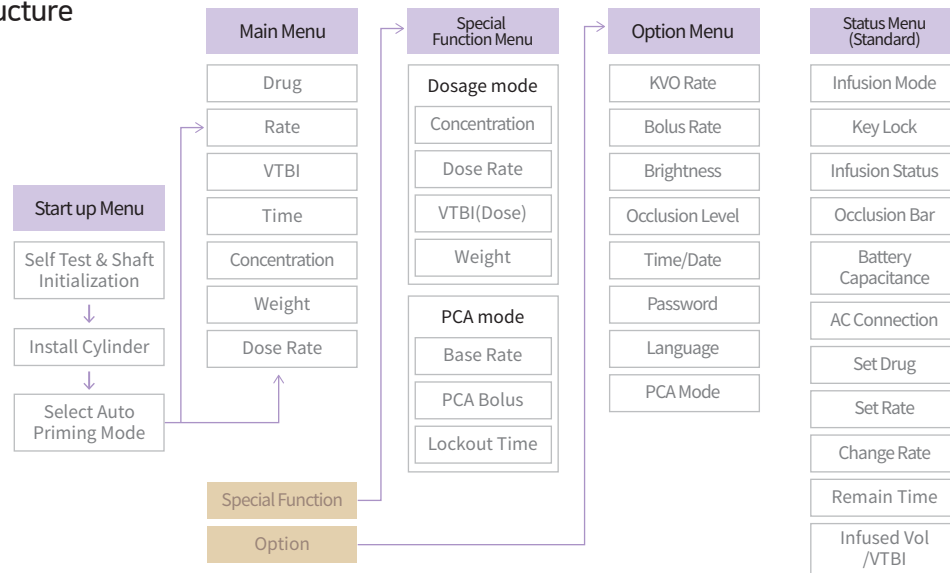 ucture
Start up Menu
Self Test & Shaft
Initialization
Install Cylinder
Select Auto
Priming Mode
Main Menu
Drug
Rate
VTBI
Time
Concentration
Weight
Dose Rate
Special Function
Option
Special
Function Menu
Dosage mode
Concentration
Dose Rate
VTBI(Dose)
Weight
PCA mode
Base Rate
PCA Bolus
Lockout Time
Option Menu
KVO Rate
Bolus Rate
Brightness
Occlusion Level
Time/Date
Password
Language
PCA Mode
Status Menu
(Standard)
Infusion Mode
Key Lock
Infusion Status
Occlusion Bar
Battery
Capacitance
AC Connection
Set Drug
Set Rate
Change Rate
Remain Time
Infused Vol
/VTBI